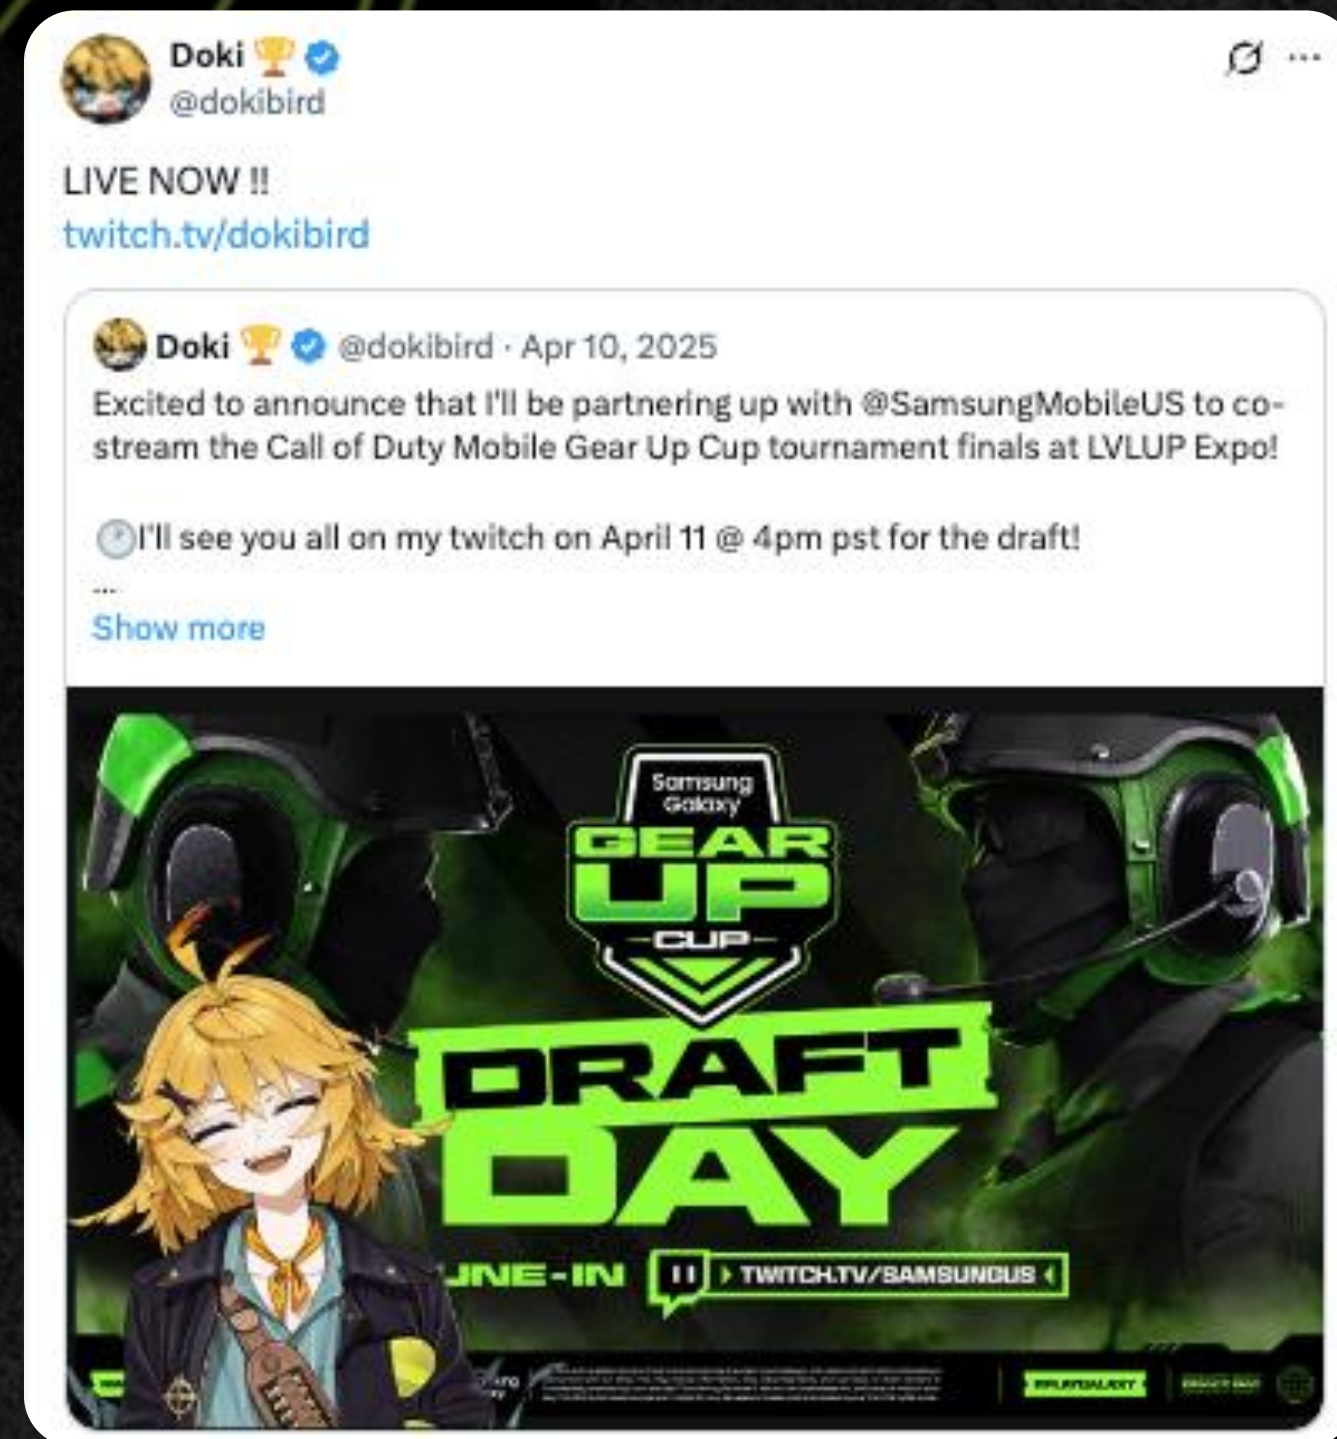 Doki 🏆
@dokibird
LIVE NOW !!
twitch.tv/dokibird
Doki 🏆 @dokibird · Apr 10, 2025
Excited to announce that I'll be partnering up with @SamsungMobileUS to co-
stream the Call of Duty Mobile Gear Up Cup tournament finals at LVLUP Expo!
🕐I'll see you all on my twitch on April 11 @ 4pm pst for the draft!
...
Show more
Samsung
Galaxy
GEAR
UP
CUP
DRAFT
DAY
UNE-IN TWITCH.TV/SAMSUNGUS